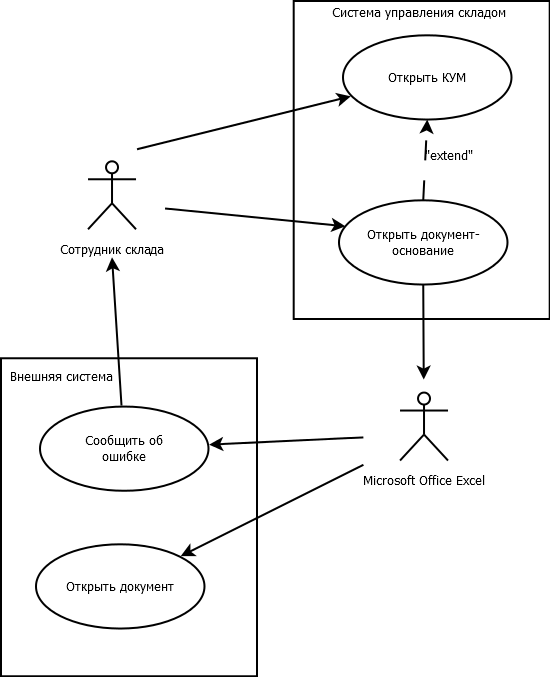 Система управления складом
Открыть КУМ
"extend"
Сотрудник склада
Открыть документ-
основание
Внешняя система
Сообщить об
ошибке
Microsoft Office Excel
Открыть документ